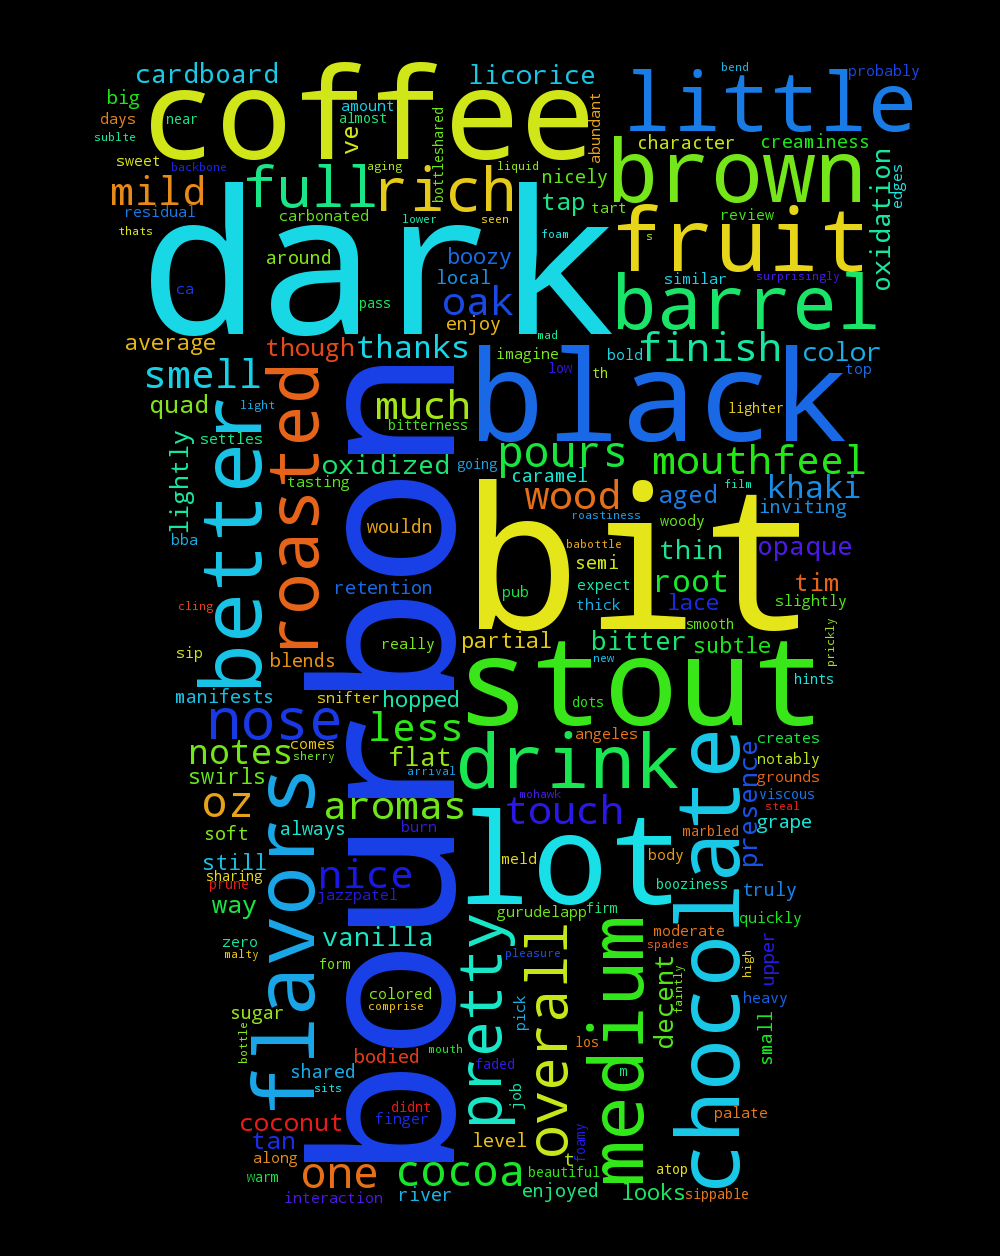 bend
cardboard
coffee
licorice
little
probably
big
amount
days
near
almost
ve
bottleshared
abundant
sublte
character
creaminess
brown
sweet
backbone
aging
liquid
mild
full
rich
nicely
oxidation
edges
residual
carbonated
lower
seen
tap
tart
review
fruit
thats
dark
foam
s
around
boozy
local
similar
surprisingly
ca
pass
oak
barrel
enjoy
mad
average
though
thanks
imagine
bold
finish
color
smell
roasted
bourbon
low
th
top
quad
light
much
black
lighter
better
bitterness
lightly
settles
oxidized
going
pours
mouthfeel
tasting
caramel
film
khaki
wood
aged
inviting
wouldn
bit
roastiness
woody
bba
babottle
thin
opaque
semi
retention
pub
expect
root
tim
cling
thick
lace
slightly
smooth
prickly
sip
really
partial
bitter
subtle
blends
new
hints
manifests
snifter
hopped
stout
dots
nose
less
angeles
creates
notes
comes
sherry
flat
drink
chocolate
presence
notably
swirls
arrival
grounds
oz
flavors
aromas
mohawk
touch
viscous
steal
soft
always
burn
lot
marbled
grape
still
meld
body
sharing
prune
nice
jazzpatel
booziness
truly
way
gurudelapp
firm
quickly
pretty
overall
medium
moderate
zero
vanilla
spades
malty
pleasure
decent
high
upper
form
faintly
colored
comprise
pick
heavy
sugar
bottle
mouth
los
small
bodied
shared
faded
m
sits
job
didnt
palate
coconut
finger
tan
level
foamy
along
t
warm
one
cocoa
beautiful
atop
interaction
river
enjoyed
looks
sippable